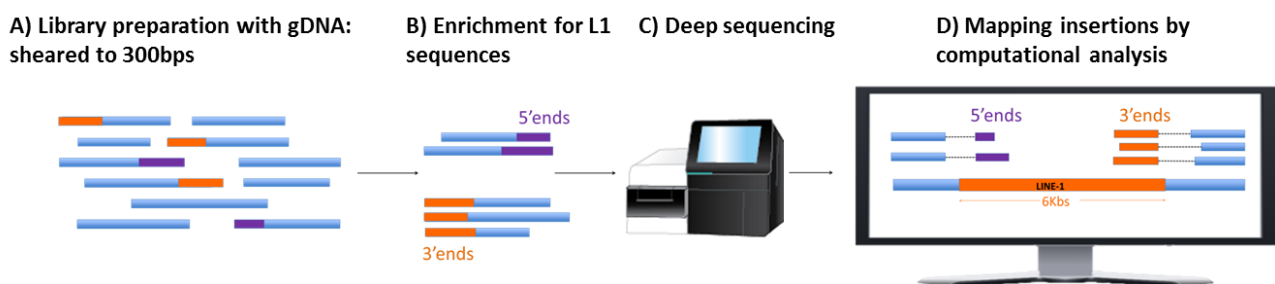 A) Library preparation with gDNA:
sheared to 300bps
B) Enrichment for L1
sequences
5'ends
3'ends
C) Deep sequencing
D) Mapping insertions by
computational analysis
5'ends
3'ends
LINE-1
6Kbs